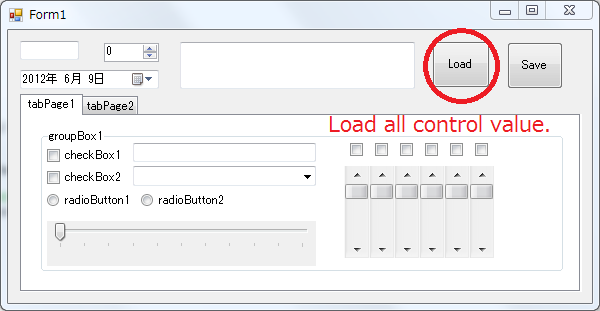 Form1
0
Load
Save
2012年 6月 9日
tabPage1
tabPage2
Load all control value.
groupBox1
checkBox1
checkBox2
radioButton1
radioButton2